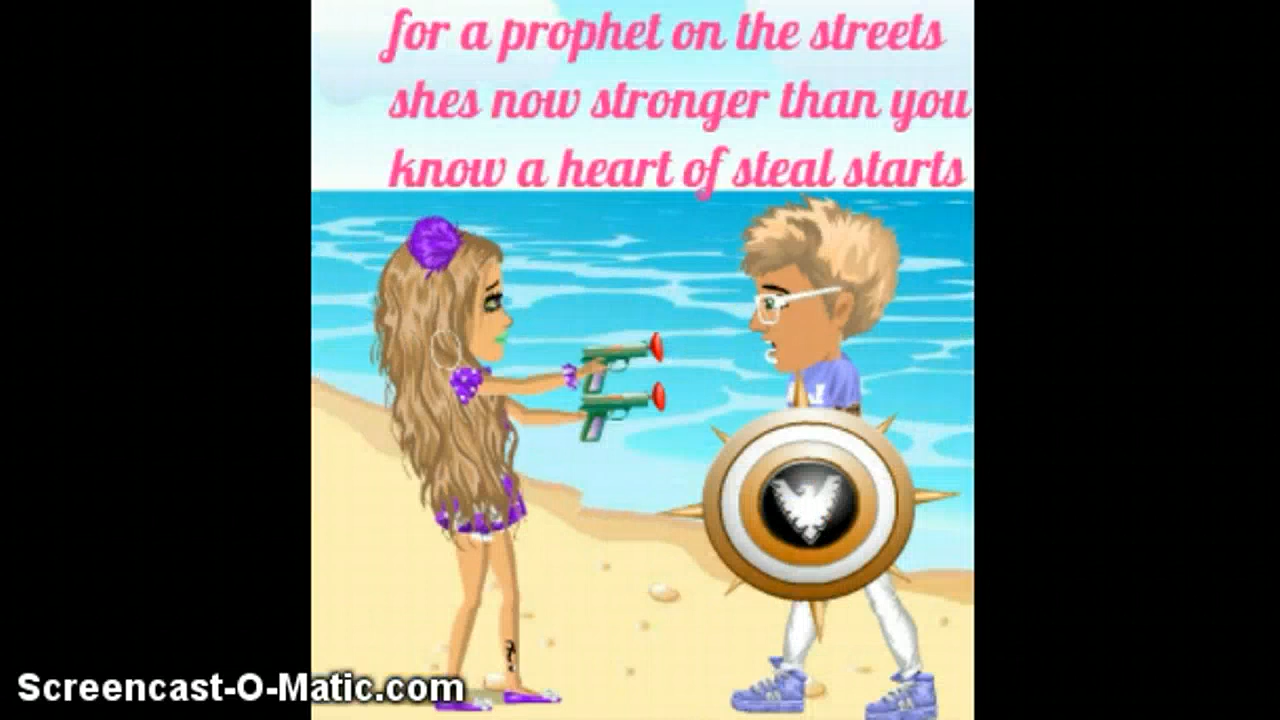 for a prophet on the streets
shes now stronger than you
know a heart of steal starts
Screencast-O-Matic.com